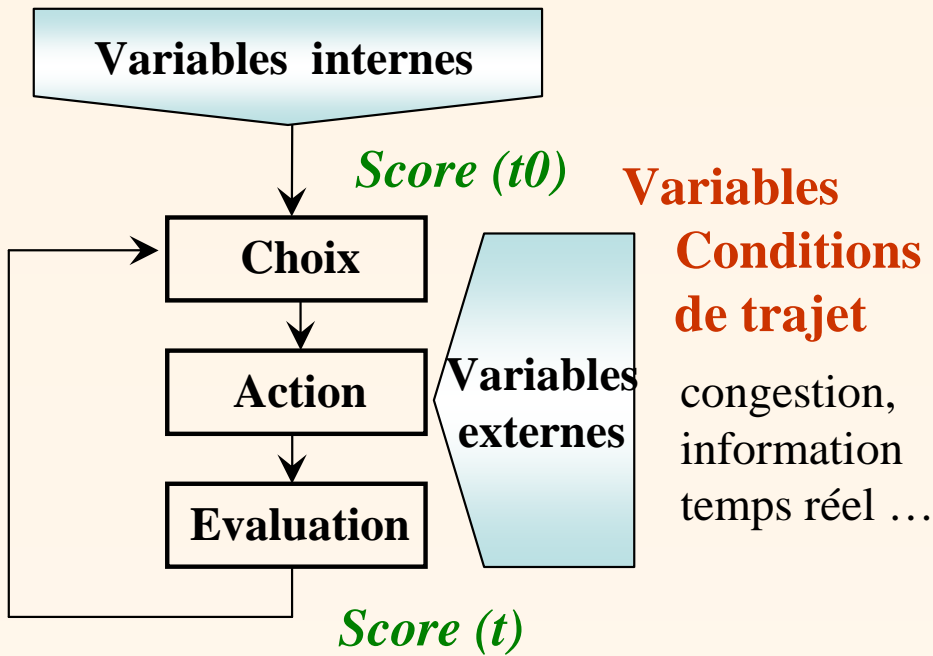 Variables internes
Score (t0)
Variables
Conditions
de trajet
Choix
Action
Evaluation
Variables
externes
congestion,
information
temps réel …
Score (t)